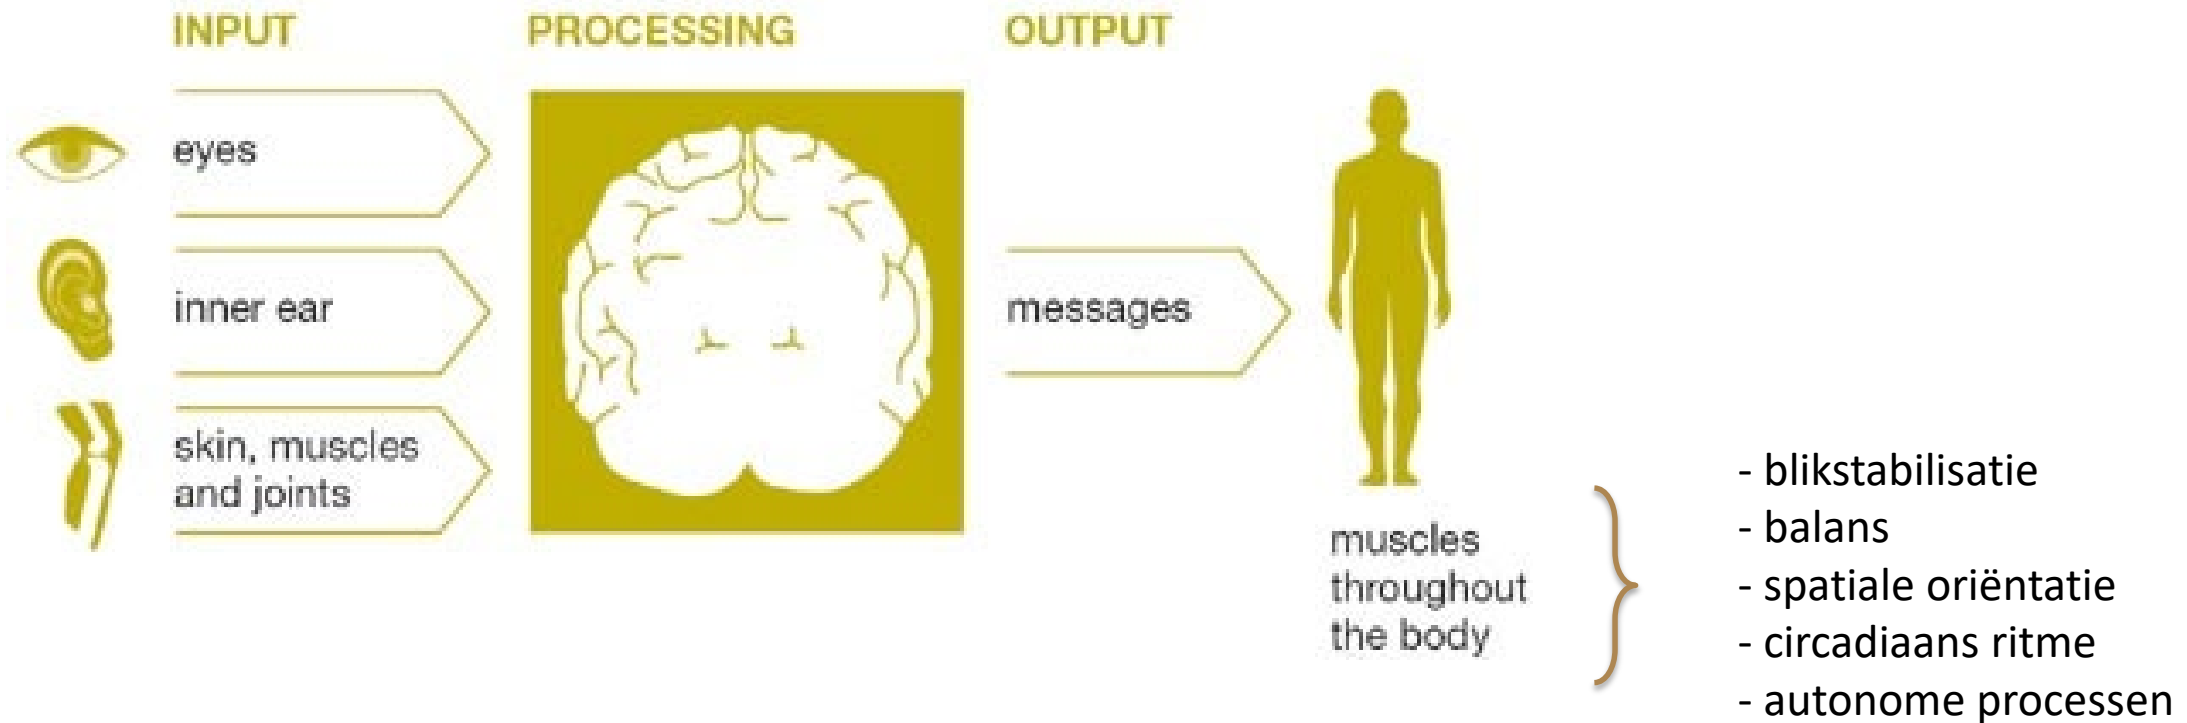 INPUT
PROCESSING
OUTPUT
eyes
inner ear
skin, muscles
and joints
messages
muscles
throughout
the body
- blikstabilisatie
- balans
- spatiale oriëntatie
- circadiaans ritme
- autonome processen